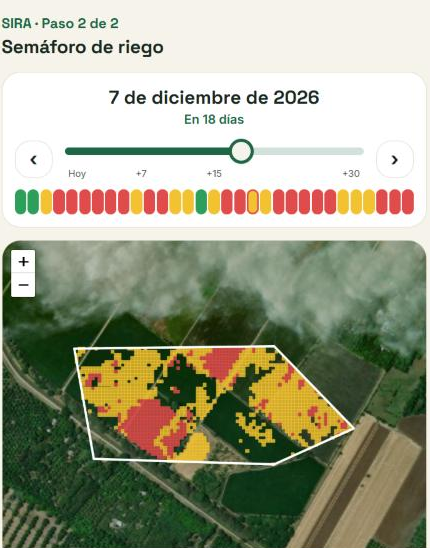 SIRA · Paso 2 de 2
Semáforo de riego
7 de diciembre de 2026
En 18 días
‹
›
Hoy +7 +15 +30
+
−